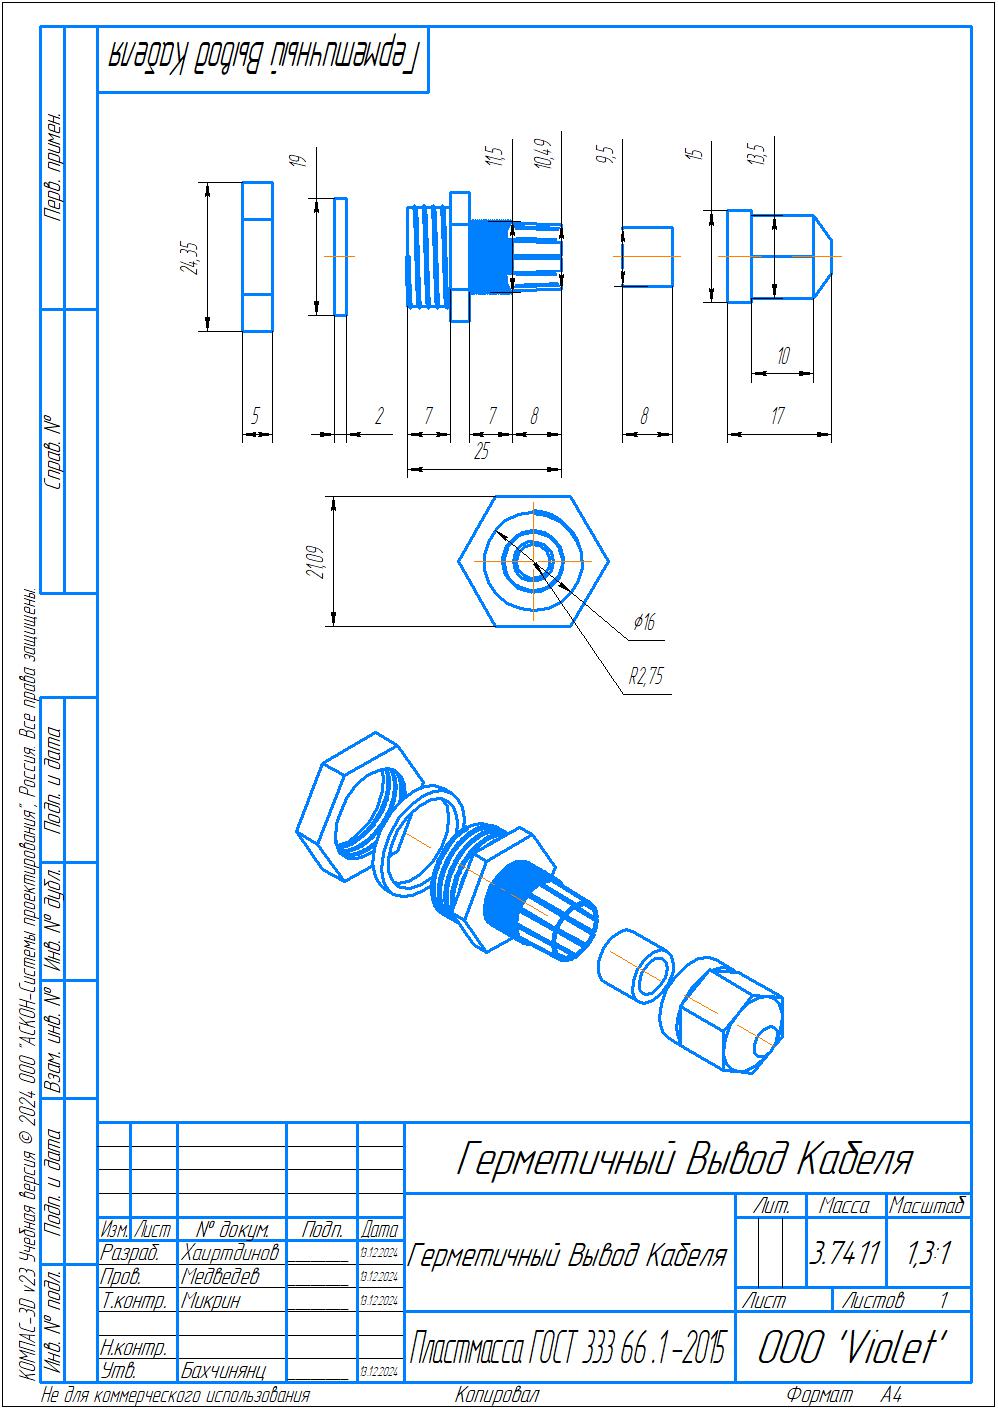 Герметичный Вывод Кабеля
Перв. примен.
Справ. №
Подп. и дата
Инв. № дубл.
Взам. инв. №
Подп. и дата
Инв. № подл.
КОМПАС-3D v23 Учебная версия © 2024 ООО "АСКОН-Системы проектирования", Россия. Все права защищены.
19
11,5
10,49
9,5
15
13,5
24,35
10
5
2
7
7
8
8
17
25
21,09
⌀16
R2,75
Герметичный Вывод Кабеля
Изм. Лист № докум. Подп. Дата
Разраб. Хаиртдинов 13.12.2024
Пров. Медведев 13.12.2024
Т.контр. Микрин 13.12.2024
Н.контр.
Утв. Бахчинянц 13.12.2024
Герметичный Вывод Кабеля
Лит. Масса Масштаб
3.7411 1,3:1
Лист Листов 1
Пластмасса ГОСТ 333 66 .1-2015
ООО 'Violet'
Не для коммерческого использования Копировал Формат А4